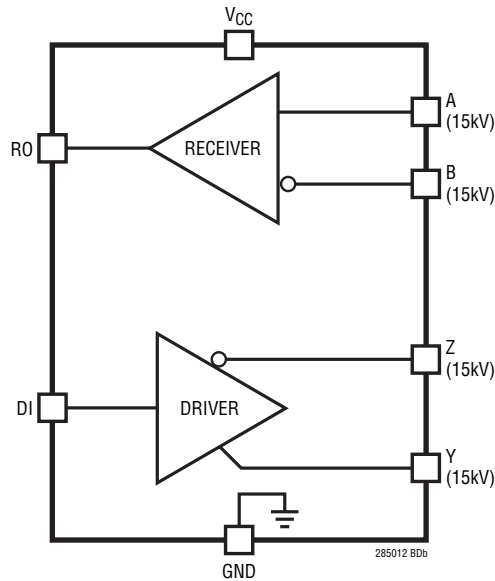 VCC
A
(15kV)
RO
RECEIVER
B
(15kV)
Z
(15kV)
DI
DRIVER
Y
(15kV)
285012 BDb
GND